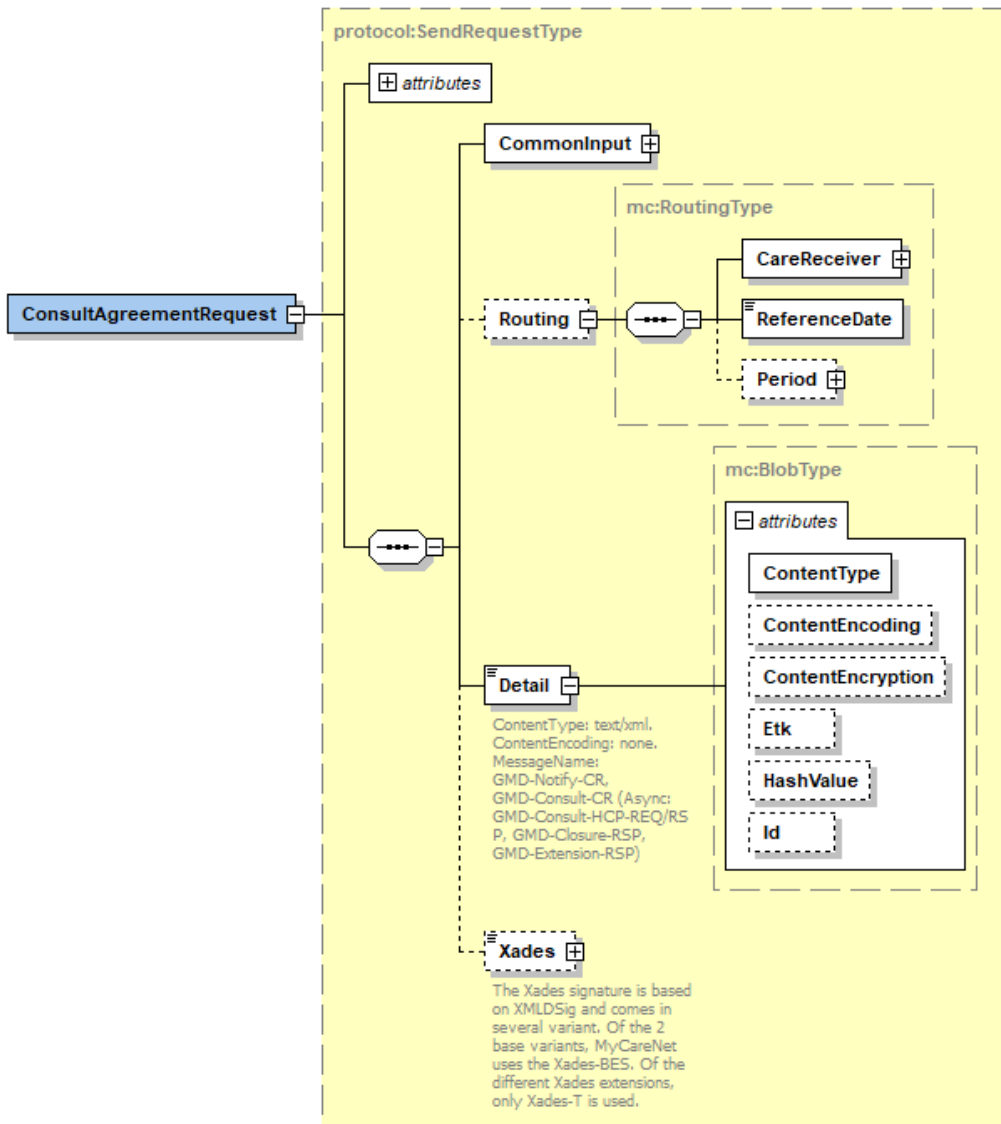 protocol:SendRequestType
attributes
CommonInput
mc:RoutingType
CareReceiver
ConsultAgreementRequest
Routing
ReferenceDate
Period
mc:BlobType
attributes
ContentType
ContentEncoding
ContentEncryption
Detail
Etk
HashValue
Id
ContentType: text/xml.
ContentEncoding: none.
MessageName:
GMD-Notify-CR,
GMD-Consult-CR (Async:
GMD-Consult-HCP-REQ/RS
P, GMD-Closure-RSP,
GMD-Extension-RSP)
Xades
The Xades signature is based
on XMLDSig and comes in
several variant. Of the 2
base variants, MyCareNet
uses the Xades-BES. Of the
different Xades extensions,
only Xades-T is used.